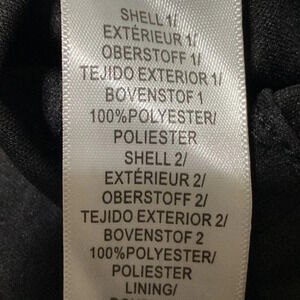 SHELL 1/
EXTÉRIEUR 1/
OBERSTOFF 1/
TEJIDO EXTERIOR 1/
BOVENSTOF 1
100%POLYESTER/
POLIESTER
SHELL 2/
EXTÉRIEUR 2/
OBERSTOFF 2/
TEJIDO EXTERIOR 2/
BOVENSTOF 2
100%POLYESTER/
POLIESTER
LINING/